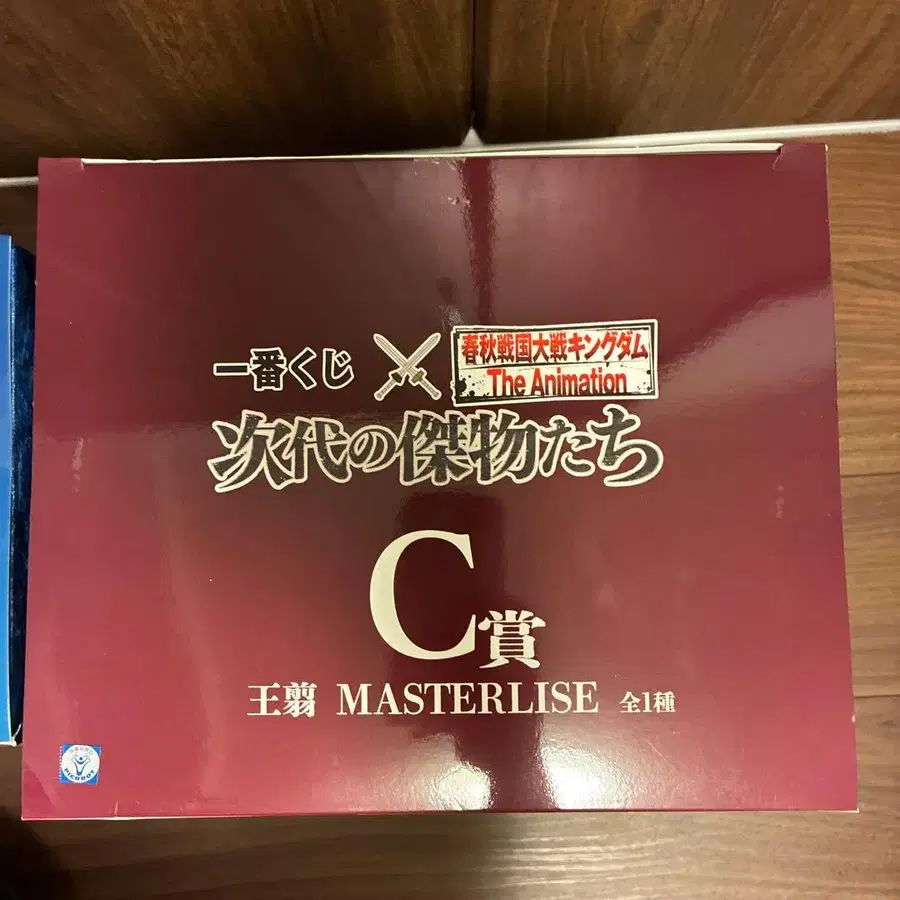 一番くじ
春秋戦国大戦キングダム
The Animation
次代の傑物たち
C賞
王翦 MASTERLISE 全1種
PIERROT